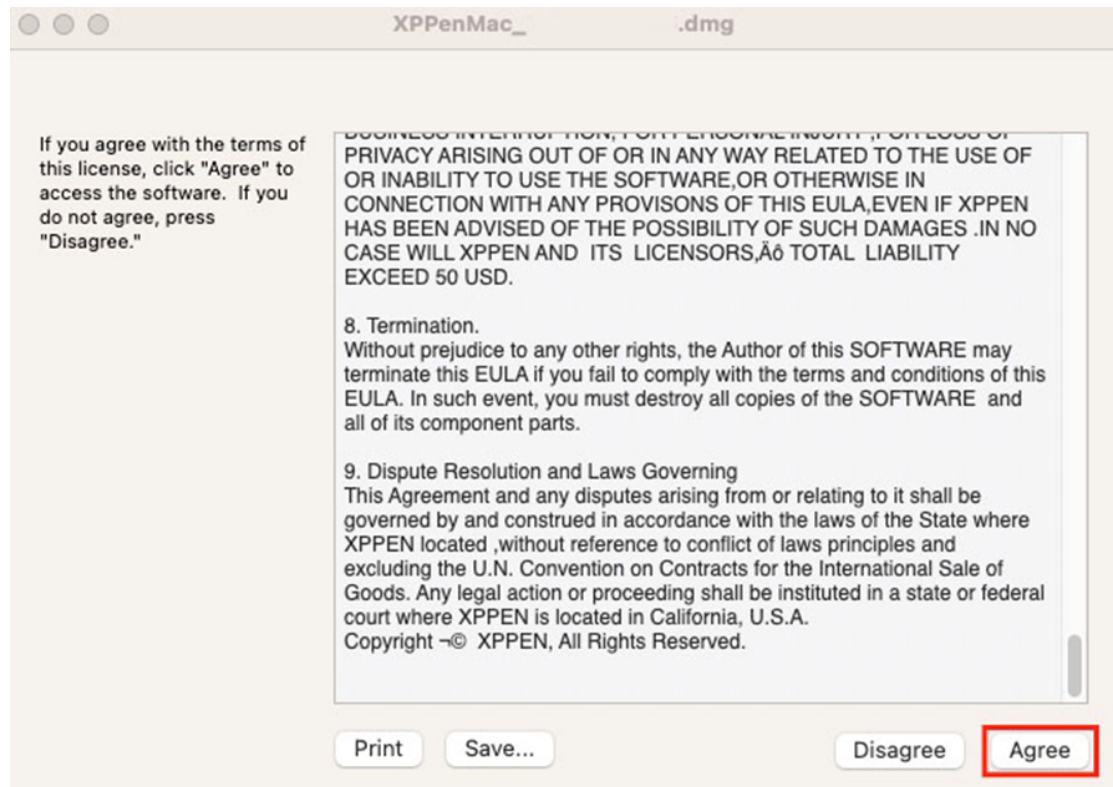 XPPenMac_ .dmg
If you agree with the terms of
this license, click "Agree" to
access the software.  If you
do not agree, press
"Disagree."
BUSINESS INTERRUPTION, FOR PERSONAL INJURY ,FOR LOSS OF
PRIVACY ARISING OUT OF OR IN ANY WAY RELATED TO THE USE OF
OR INABILITY TO USE THE SOFTWARE,OR OTHERWISE IN
CONNECTION WITH ANY PROVISONS OF THIS EULA,EVEN IF XPPEN
HAS BEEN ADVISED OF THE POSSIBILITY OF SUCH DAMAGES .IN NO
CASE WILL XPPEN AND  ITS  LICENSORS‚Äô TOTAL  LIABILITY
EXCEED 50 USD.
8. Termination.
Without prejudice to any other rights, the Author of this SOFTWARE may
terminate this EULA if you fail to comply with the terms and conditions of this
EULA. In such event, you must destroy all copies of the SOFTWARE  and
all of its component parts.
9. Dispute Resolution and Laws Governing
This Agreement and any disputes arising from or relating to it shall be
governed by and construed in accordance with the laws of the State where
XPPEN located ,without reference to conflict of laws principles and
excluding the U.N. Convention on Contracts for the International Sale of
Goods. Any legal action or proceeding shall be instituted in a state or federal
court where XPPEN is located in California, U.S.A.
Copyright ¬©  XPPEN, All Rights Reserved.
Print
Save...
Disagree
Agree